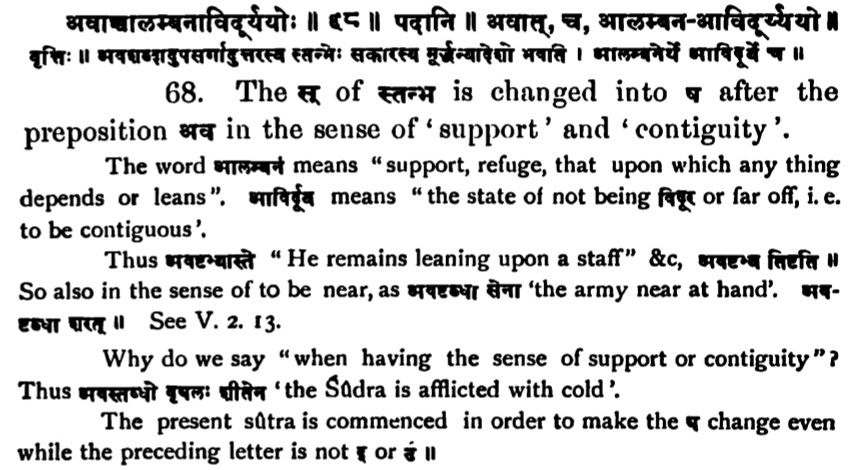 अवाच्चालम्बनाविदूर्ययोः ॥ ६८ ॥ पदानि ॥ अवात्, च, आलम्बन-आविदूर्य्ययो ॥
वृत्तिः ॥ अवशब्दादुपसर्गादुत्तरस्य स्तन्भेः सकारस्य मूर्द्धन्यादेशो भवति । आलम्बनेर्थे आविदूर्ये च ॥
68. The स् of स्तन्भ is changed into ष after the
preposition अव in the sense of ‘support’ and ‘contiguity’.
The word आलम्बनं means “support, refuge, that upon which any thing
depends or leans”. आविर्दूय means “the state of not being विदूर or far off, i. e.
to be contiguous’.
Thus अवष्टभ्यास्ते “He remains leaning upon a staff” &c, अवष्टभ्य तिष्टति ॥
So also in the sense of to be near, as अवष्टब्धा सेना ‘the army near at hand’. अव-
ष्टब्धा शरत् ॥ See V. 2. 13.
Why do we say “when having the sense of support or contiguity”?
Thus अवस्तब्धो वृषलः शीतेन ‘the Śûdra is afflicted with cold’.
The present sûtra is commenced in order to make the ष change even
while the preceding letter is not इ or उ ॥